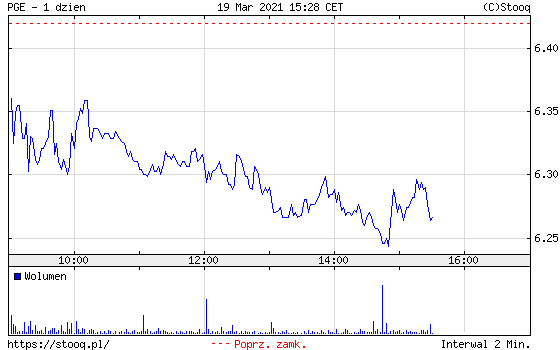 PGE - 1 dzien 19 Mar 2021 15:28 CET (C)Stooq
6.40
6.35
6.30
6.25
10:00 12:00 14:00 16:00
Wolumen
https://stooq.pl/ --- Poprz. zamk. Interwal 2 Min.